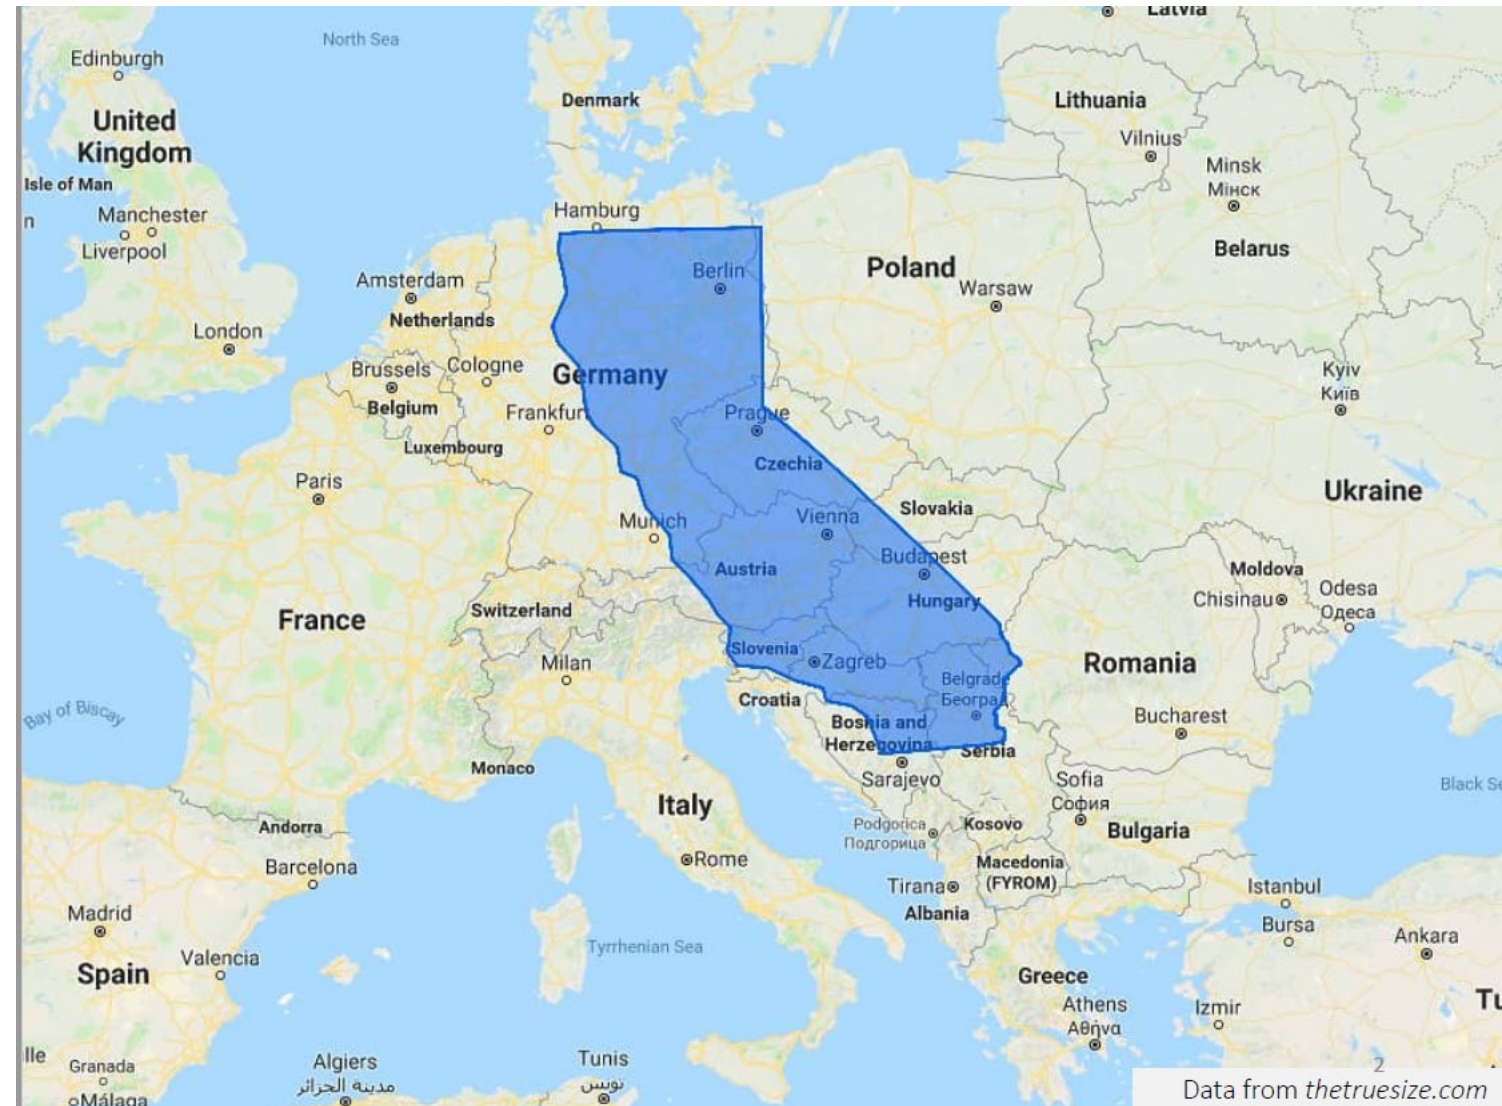 Latvia
North Sea
Edinburgh
Denmark
Lithuania
United
Kingdom
Vilnius
Minsk
Мінск
Isle of Man
n
Manchester
Hamburg
Liverpool
Belarus
Poland
Berlin
Amsterdam
Warsaw
Netherlands
London
Brussels
Cologne
Germany
Kyiv
Київ
Belgium
Frankfur
Prague
Luxembourg
Czechia
Paris
Ukraine
Slovakia
Munich
Vienna
Budapest
Austria
Moldova
Hungary
Chisinau
Odesa
Одеса
Switzerland
France
Slovenia
Zagreb
Milan
Romania
Belgrade
Београд
Croatia
Bay of Biscay
Bosnia and
Herzegovina
Bucharest
Serbia
Monaco
Sarajevo
Sofia
София
Black Se
Italy
Andorra
Podgorica
Подгорица
Kosovo
Bulgaria
Barcelona
Rome
Macedonia
(FYROM)
Tirana
Istanbul
Madrid
Albania
Bursa
Ankara
Tyrrhenian Sea
Valencia
Spain
Greece
Athens
Αθήνα
Izmir
Tu
lle
Granada
Algiers
مدينة الجزائر
Tunis
تونس
2
Málaga
Data from thetruesize.com